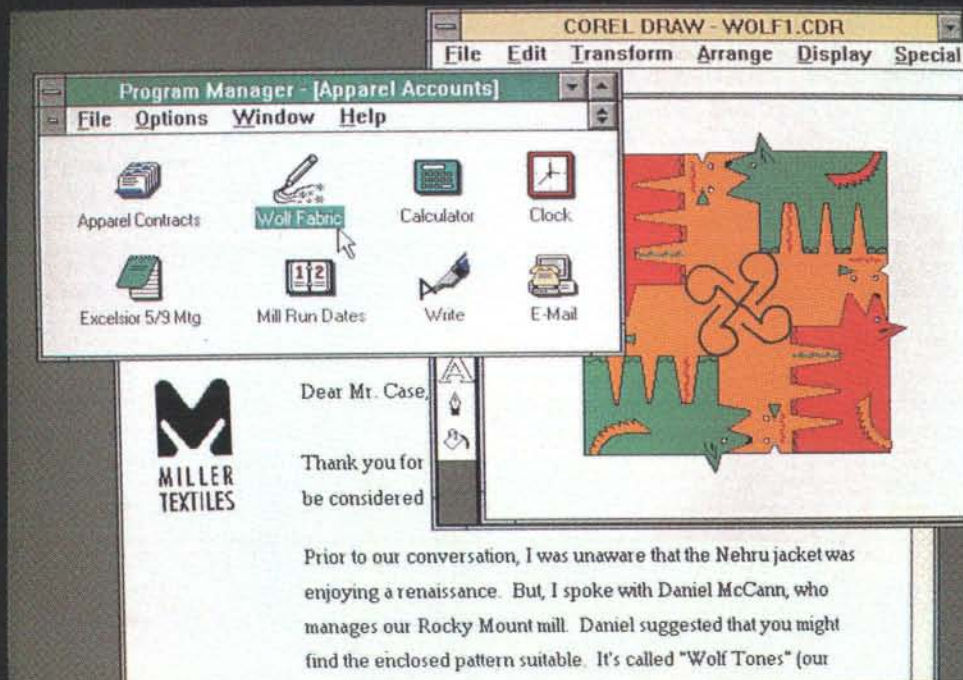 COREL DRAW - WOLF1.CDR
File Edit Transform Arrange Display Special
Program Manager - [Apparel Accounts]
File Options Window Help
Apparel Contracts
Wolf Fabric
Calculator
Clock
Excelsior 5/9 Mtg
12
Mill Run Dates
Write
E-Mail
MILLER
TEXTILES
Dear Mr. Case,
Thank you for
be considered
Prior to our conversation, I was unaware that the Nehru jacket was
enjoying a renaissance. But, I spoke with Daniel McCann, who
manages our Rocky Mount mill. Daniel suggested that you might
find the enclosed pattern suitable. It's called "Wolf Tones" (our